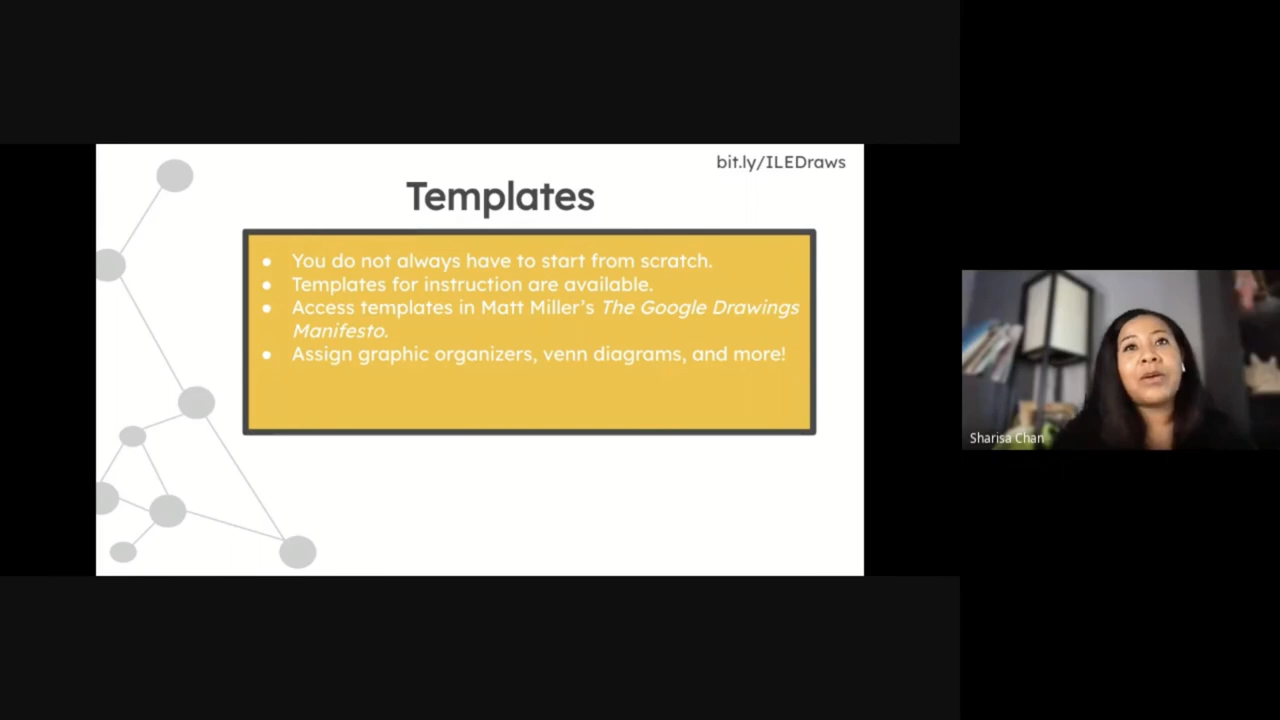 bit.ly/ILEDraws
Templates
● You do not always have to start from scratch.
● Templates for instruction are available.
● Access templates in Matt Miller’s The Google Drawings
Manifesto.
● Assign graphic organizers, venn diagrams, and more!
Sharisa Chan